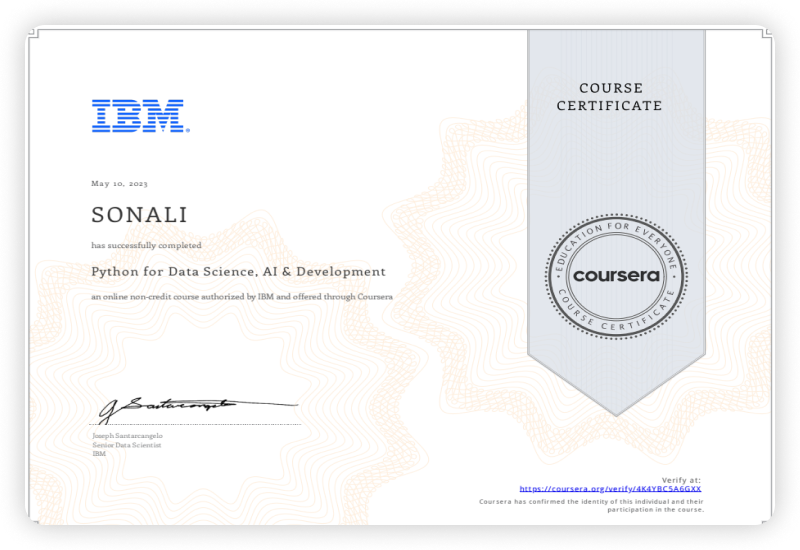 IBM
COURSE
CERTIFICATE
May 10, 2023
SONALI
has successfully completed
Python for Data Science, AI & Development
an online non-credit course authorized by IBM and offered through Coursera
EDUCATION FOR EVERYONE
coursera
COURSE CERTIFICATE
J Santarcangelo
Joseph Santarcangelo
Senior Data Scientist
IBM
Verify at:
https://coursera.org/verify/4K4YBC5A6GXX
Coursera has confirmed the identity of this individual and their
participation in the course.